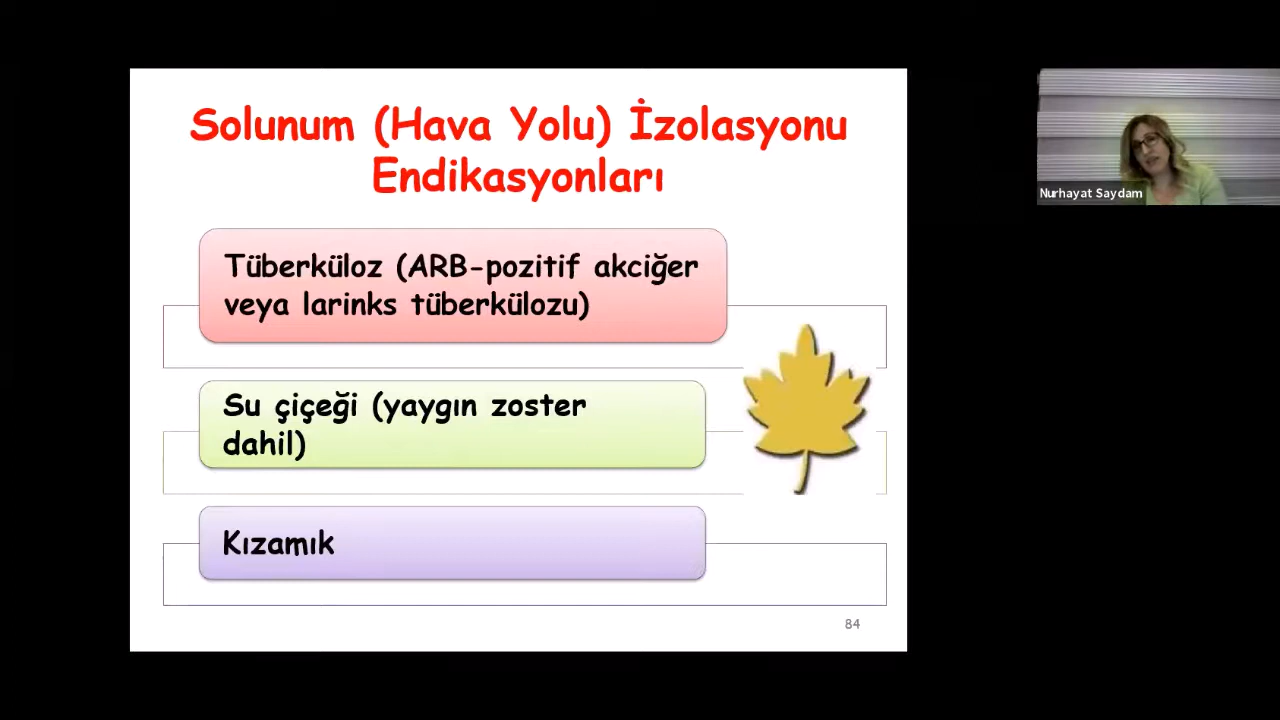 Solunum (Hava Yolu) İzolasyonu
Endikasyonları
Tüberküloz (ARB-pozitif akciğer
veya larinks tüberkülozu)
Su çiçeği (yaygın zoster
dahil)
Kızamık
84
Nurhayat Saydam